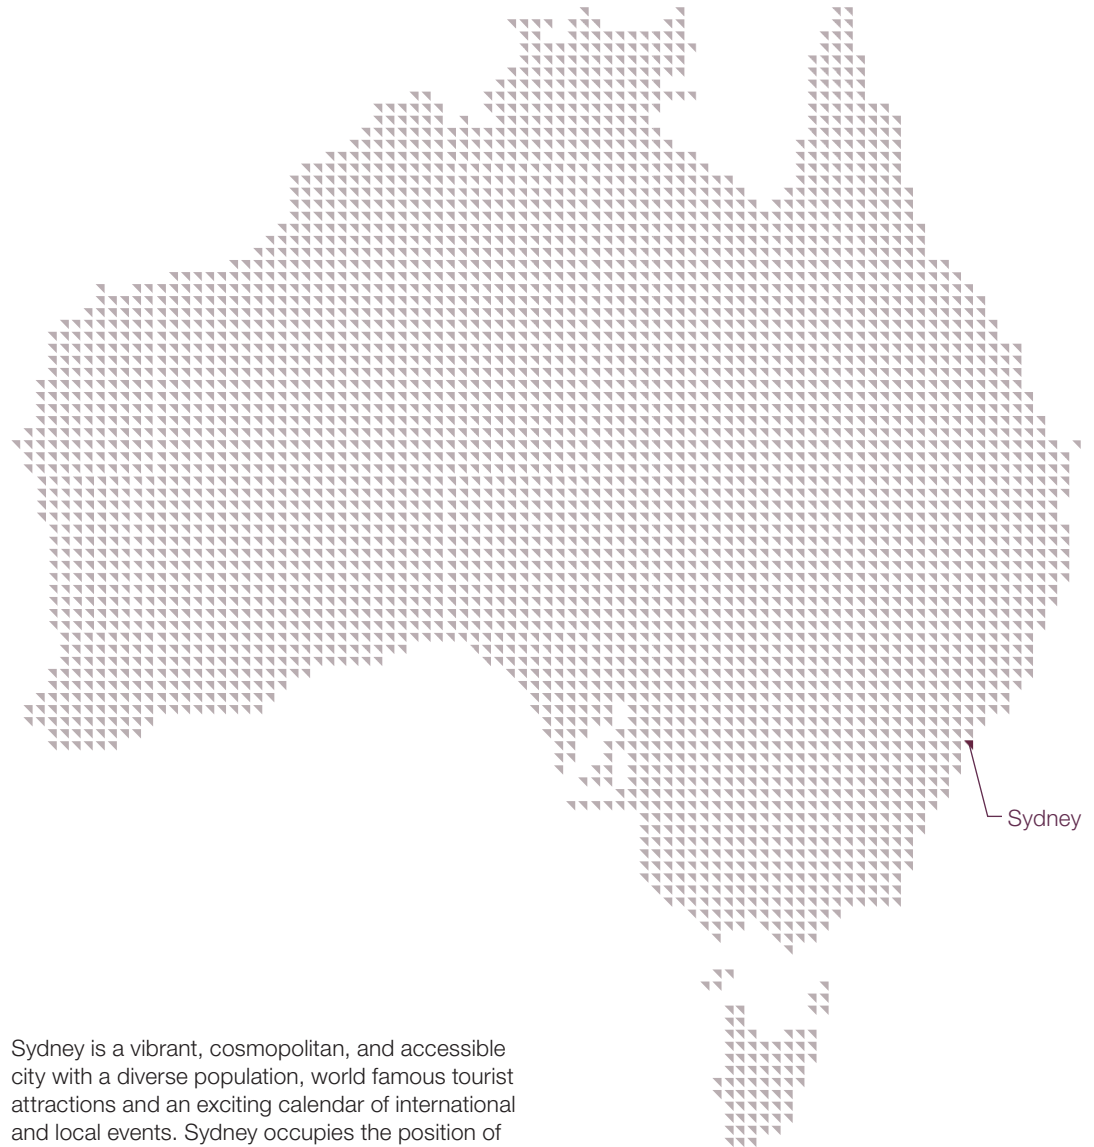 Sydney
Sydney is a vibrant, cosmopolitan, and accessible
city with a diverse population, world famous tourist
attractions and an exciting calendar of international
and local events. Sydney occupies the position of